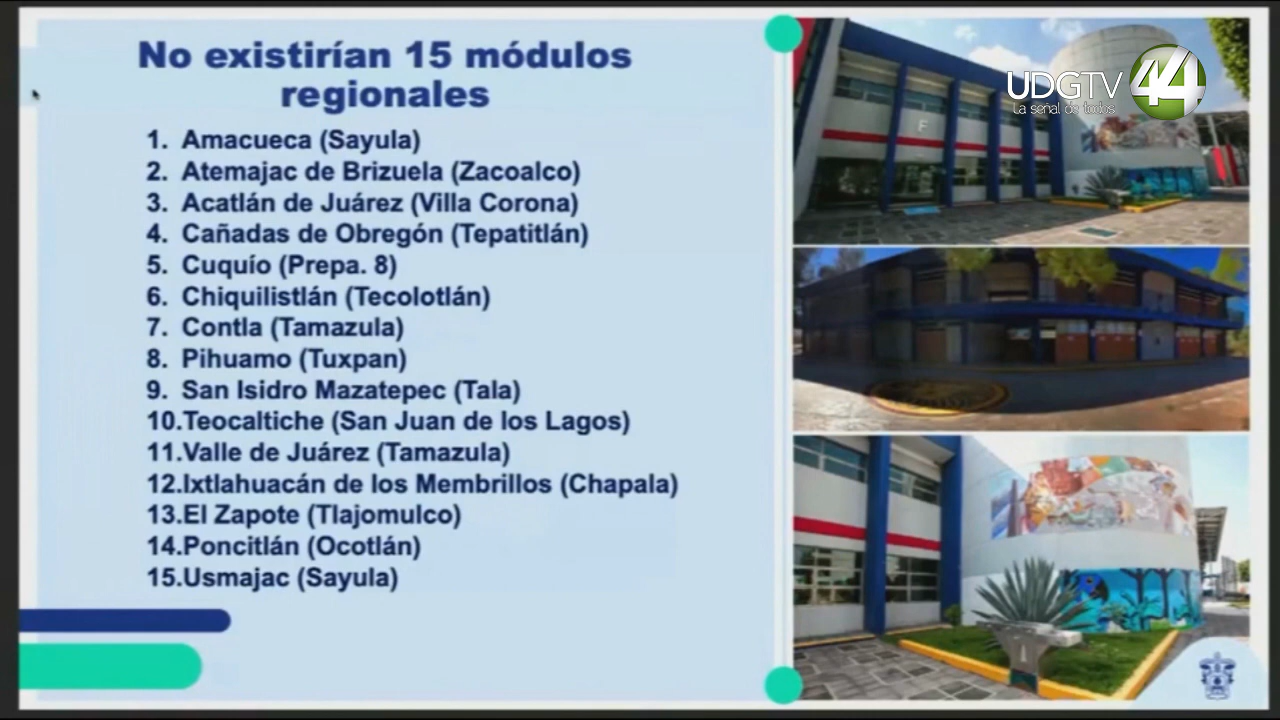 No existirían 15 módulos
regionales
1. Amacueca (Sayula)
2. Atemajac de Brizuela (Zacoalco)
3. Acatlán de Juárez (Villa Corona)
4. Cañadas de Obregón (Tepatitlán)
5. Cuquío (Prepa. 8)
6. Chiquilistlán (Tecolotlán)
7. Contla (Tamazula)
8. Pihuamo (Tuxpan)
9. San Isidro Mazatepec (Tala)
10.Teocaltiche (San Juan de los Lagos)
11.Valle de Juárez (Tamazula)
12.Ixtlahuacán de los Membrillos (Chapala)
13.El Zapote (Tlajomulco)
14.Poncitlán (Ocotlán)
15.Usmajac (Sayula)
UDGTV 44
La señal de todos
F